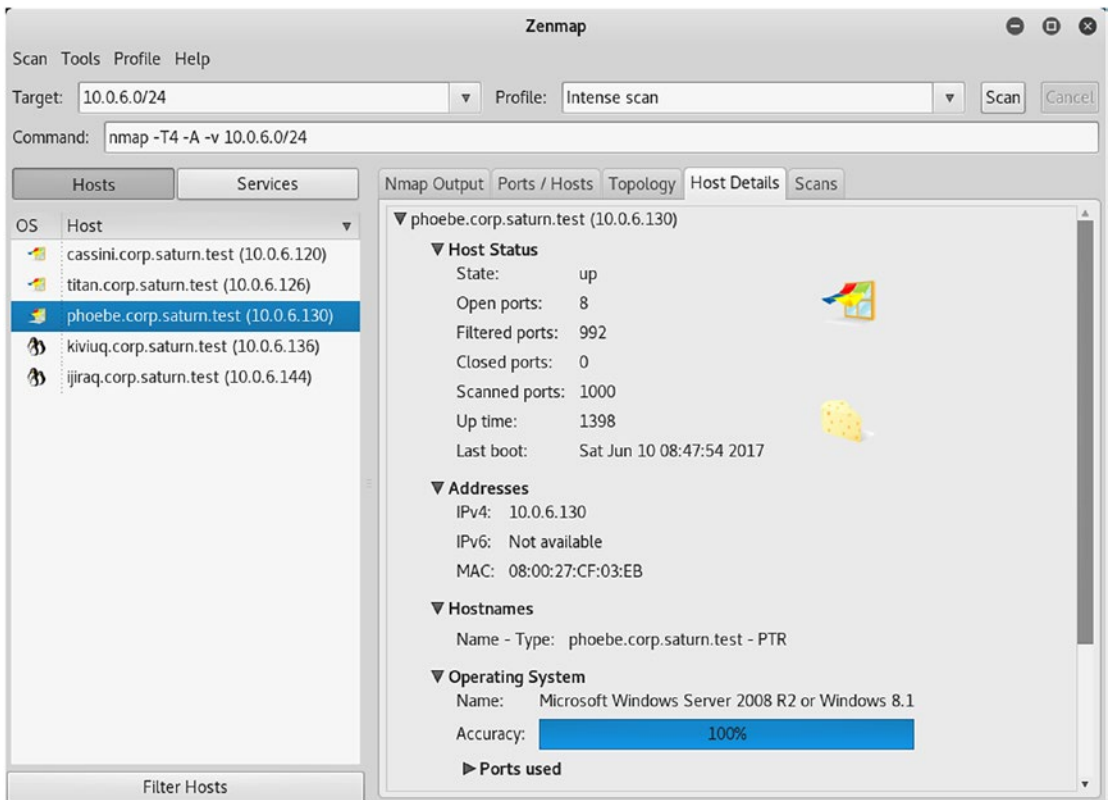 Zenmap
Scan Tools Profile Help
Target: 10.0.6.0/24 Profile: Intense scan Scan Cancel
Command: nmap -T4 -A -v 10.0.6.0/24
Hosts Services
OS Host
cassini.corp.saturn.test (10.0.6.120)
titan.corp.saturn.test (10.0.6.126)
phoebe.corp.saturn.test (10.0.6.130)
kiviuq.corp.saturn.test (10.0.6.136)
ijiraq.corp.saturn.test (10.0.6.144)
Filter Hosts
Nmap Output Ports / Hosts Topology Host Details Scans
phoebe.corp.saturn.test (10.0.6.130)
Host Status
State: up
Open ports: 8
Filtered ports: 992
Closed ports: 0
Scanned ports: 1000
Up time: 1398
Last boot: Sat Jun 10 08:47:54 2017
Addresses
IPv4: 10.0.6.130
IPv6: Not available
MAC: 08:00:27:CF:03:EB
Hostnames
Name - Type: phoebe.corp.saturn.test - PTR
Operating System
Name: Microsoft Windows Server 2008 R2 or Windows 8.1
Accuracy: 100%
Ports used